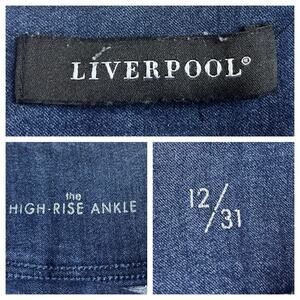 LIVERPOOL®
the
HIGH-RISE ANKLE
12/31